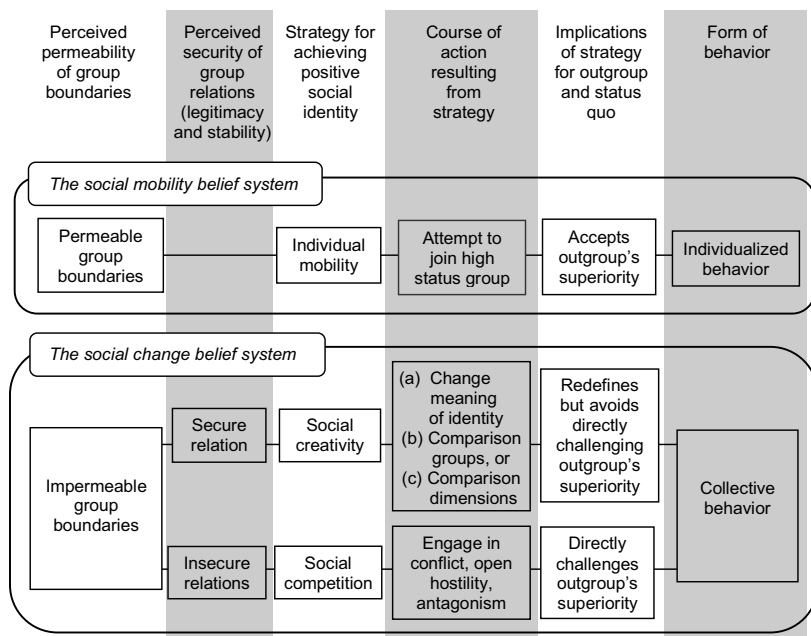 Perceived
permeability
of group
boundaries
Perceived
security of
group
relations
(legitimacy
and stability)
Strategy for
achieving
positive
social
identity
Course of
action
resulting
from
strategy
Implications
of strategy
for outgroup
and status
quo
Form of
behavior
The social mobility belief system
Permeable
group
boundaries
Individual
mobility
Attempt to
join high
status group
Accepts
outgroup's
superiority
Individualized
behavior
The social change belief system
Impermeable
group
boundaries
Secure
relation
Social
creativity
(a) Change
meaning
of identity
(b) Comparison
groups, or
(c) Comparison
dimensions
Redefines
but avoids
directly
challenging
outgroup's
superiority
Collective
behavior
Insecure
relations
Social
competition
Engage in
conflict, open
hostility,
antagonism
Directly
challenges
outgroup's
superiority